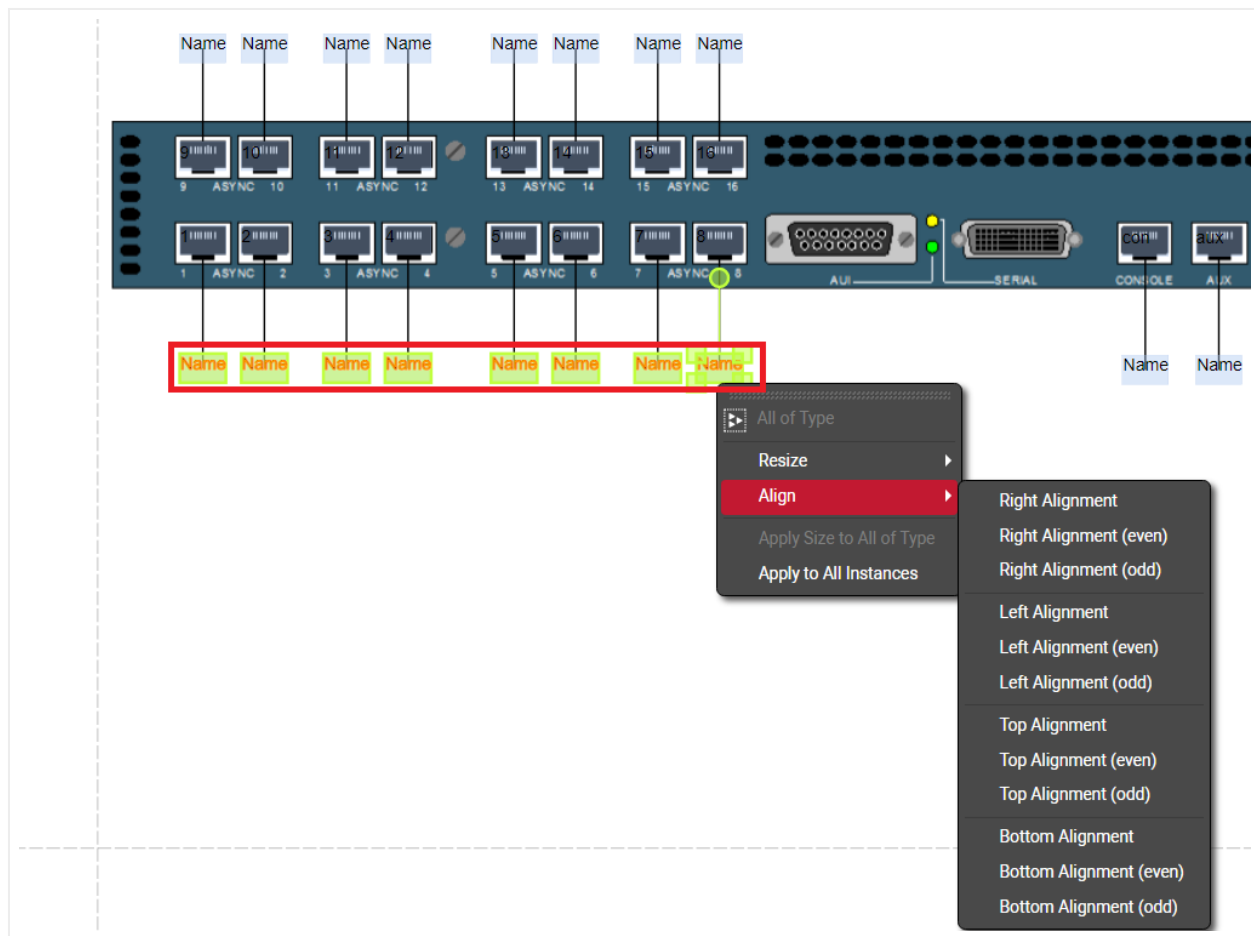 Name Name Name Name Name Name Name Name
9 10 11 12 13 14 15 16
9 ASYNC 10 11 ASYNC 12 13 ASYNC 14 15 ASYNC 16
1 2 3 4 5 6 7 8 con aux
1 ASYNC 2 3 ASYNC 4 5 ASYNC 6 7 ASYNC 8 AUI SERIAL CONSOLE AUX
Name Name Name Name Name Name Name Name Name Name
All of Type
Resize
Align
Apply Size to All of Type
Apply to All Instances
Right Alignment
Right Alignment (even)
Right Alignment (odd)
Left Alignment
Left Alignment (even)
Left Alignment (odd)
Top Alignment
Top Alignment (even)
Top Alignment (odd)
Bottom Alignment
Bottom Alignment (even)
Bottom Alignment (odd)